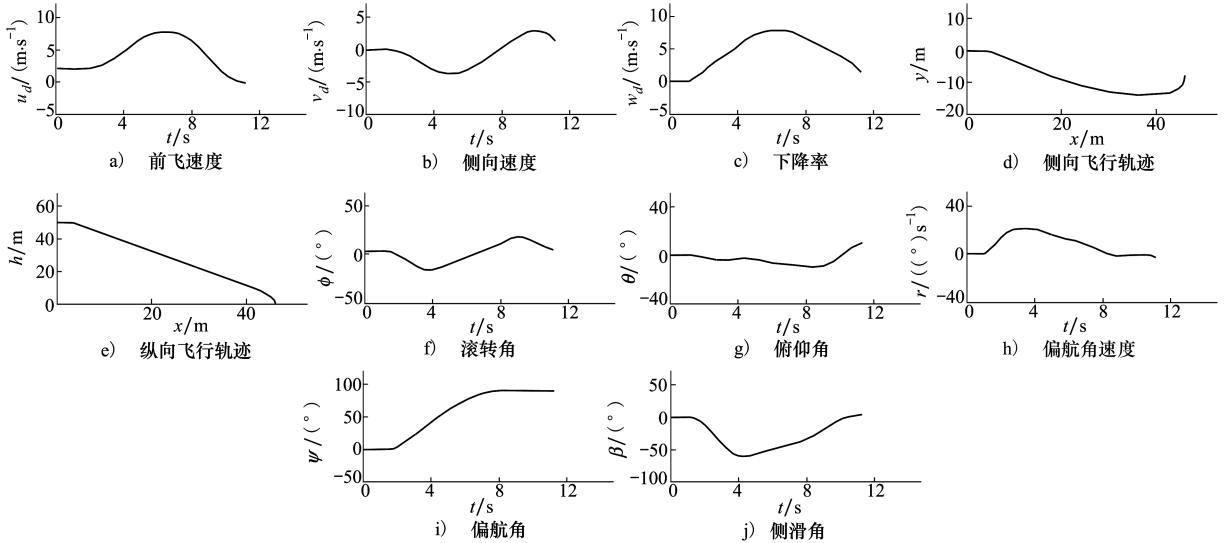 10
5
0
−5
u_d/(m·s⁻¹)
0 4 8 12
t/s
a) 前飞速度
5
0
−5
−10
v_d/(m·s⁻¹)
0 4 8 12
t/s
b) 侧向速度
10
5
0
−5
w_d/(m·s⁻¹)
0 4 8 12
t/s
c) 下降率
10
0
−10
−20
y/m
0 20 40
x/m
d) 侧向飞行轨迹
60
40
20
0
h/m
20 40
x/m
e) 纵向飞行轨迹
50
0
−50
ϕ/(°)
0 4 8 12
t/s
f) 滚转角
40
0
−40
θ/(°)
0 4 8 12
t/s
g) 俯仰角
40
0
−40
r/((°)s⁻¹)
0 4 8 12
t/s
h) 偏航角速度
100
50
0
−50
ψ/(°)
0 4 8 12
t/s
i) 偏航角
50
0
−50
−100
β/(°)
0 4 8 12
t/s
j) 侧滑角